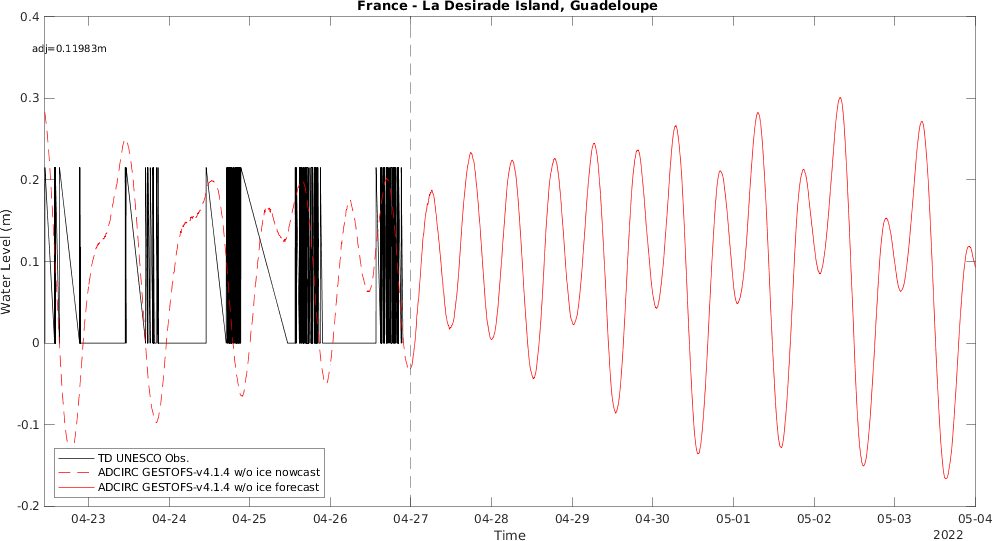 France - La Desirade Island, Guadeloupe
adj=0.11983m
0.4
0.3
0.2
0.1
0
-0.1
-0.2
Water Level (m)
TD UNESCO Obs.
ADCIRC GESTOFS-v4.1.4 w/o ice nowcast
ADCIRC GESTOFS-v4.1.4 w/o ice forecast
04-23 04-24 04-25 04-26 04-27 04-28 04-29 04-30 05-01 05-02 05-03 05-04
Time
2022